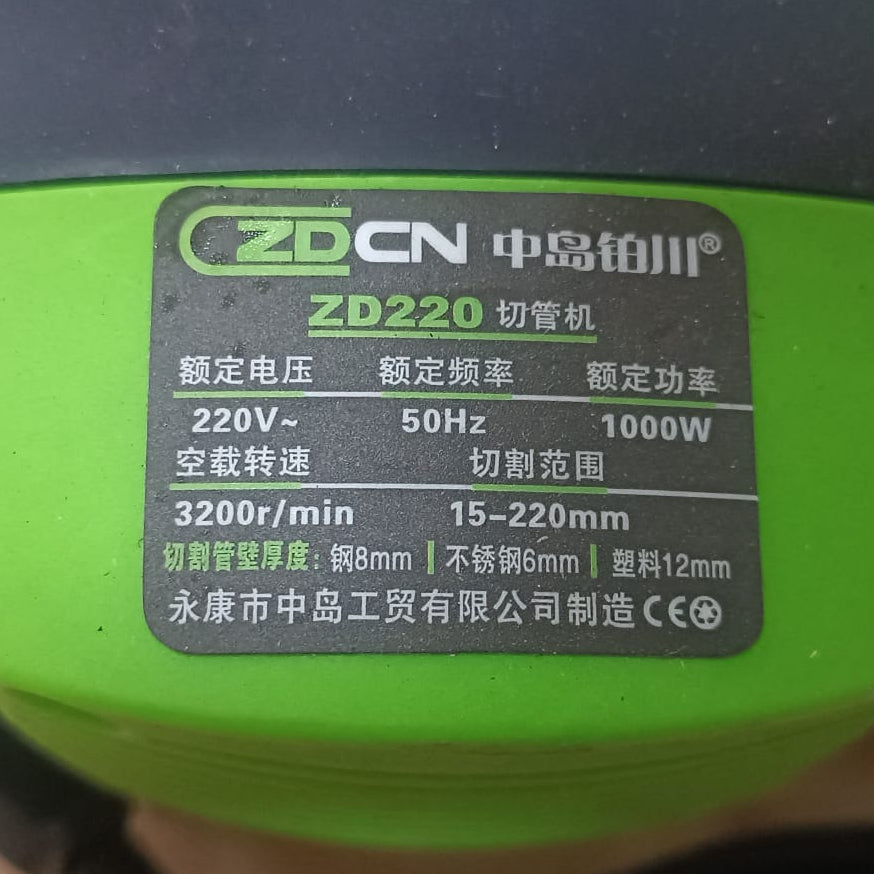 ZDCN 中岛铂川®
ZD220 切管机
额定电压 额定频率 额定功率
220V~ 50Hz 1000W
空载转速 切割范围
3200r/min 15-220mm
切割管壁厚度: 钢8mm | 不锈钢6mm | 塑料12mm
永康市中岛工贸有限公司制造 CE